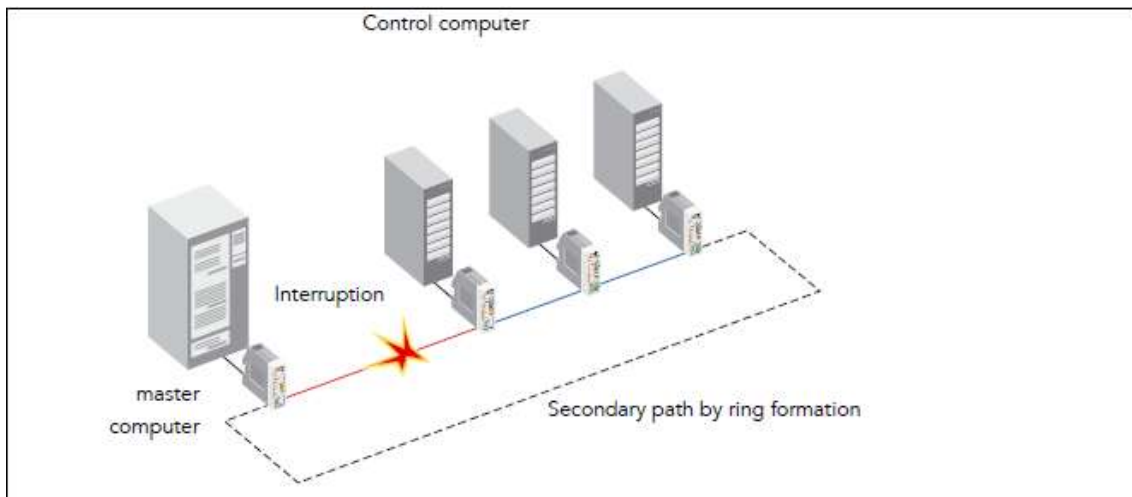 Control computer
Interruption
master
computer
Secondary path by ring formation